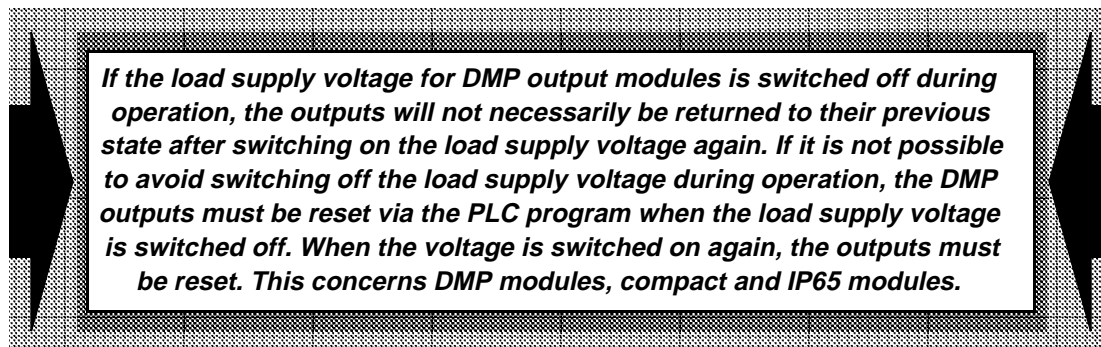 If the load supply voltage for DMP output modules is switched off during
operation, the outputs will not necessarily be returned to their previous
state after switching on the load supply voltage again. If it is not possible
to avoid switching off the load supply voltage during operation, the DMP
outputs must be reset via the PLC program when the load supply voltage
is switched off. When the voltage is switched on again, the outputs must
be reset. This concerns DMP modules, compact and IP65 modules.